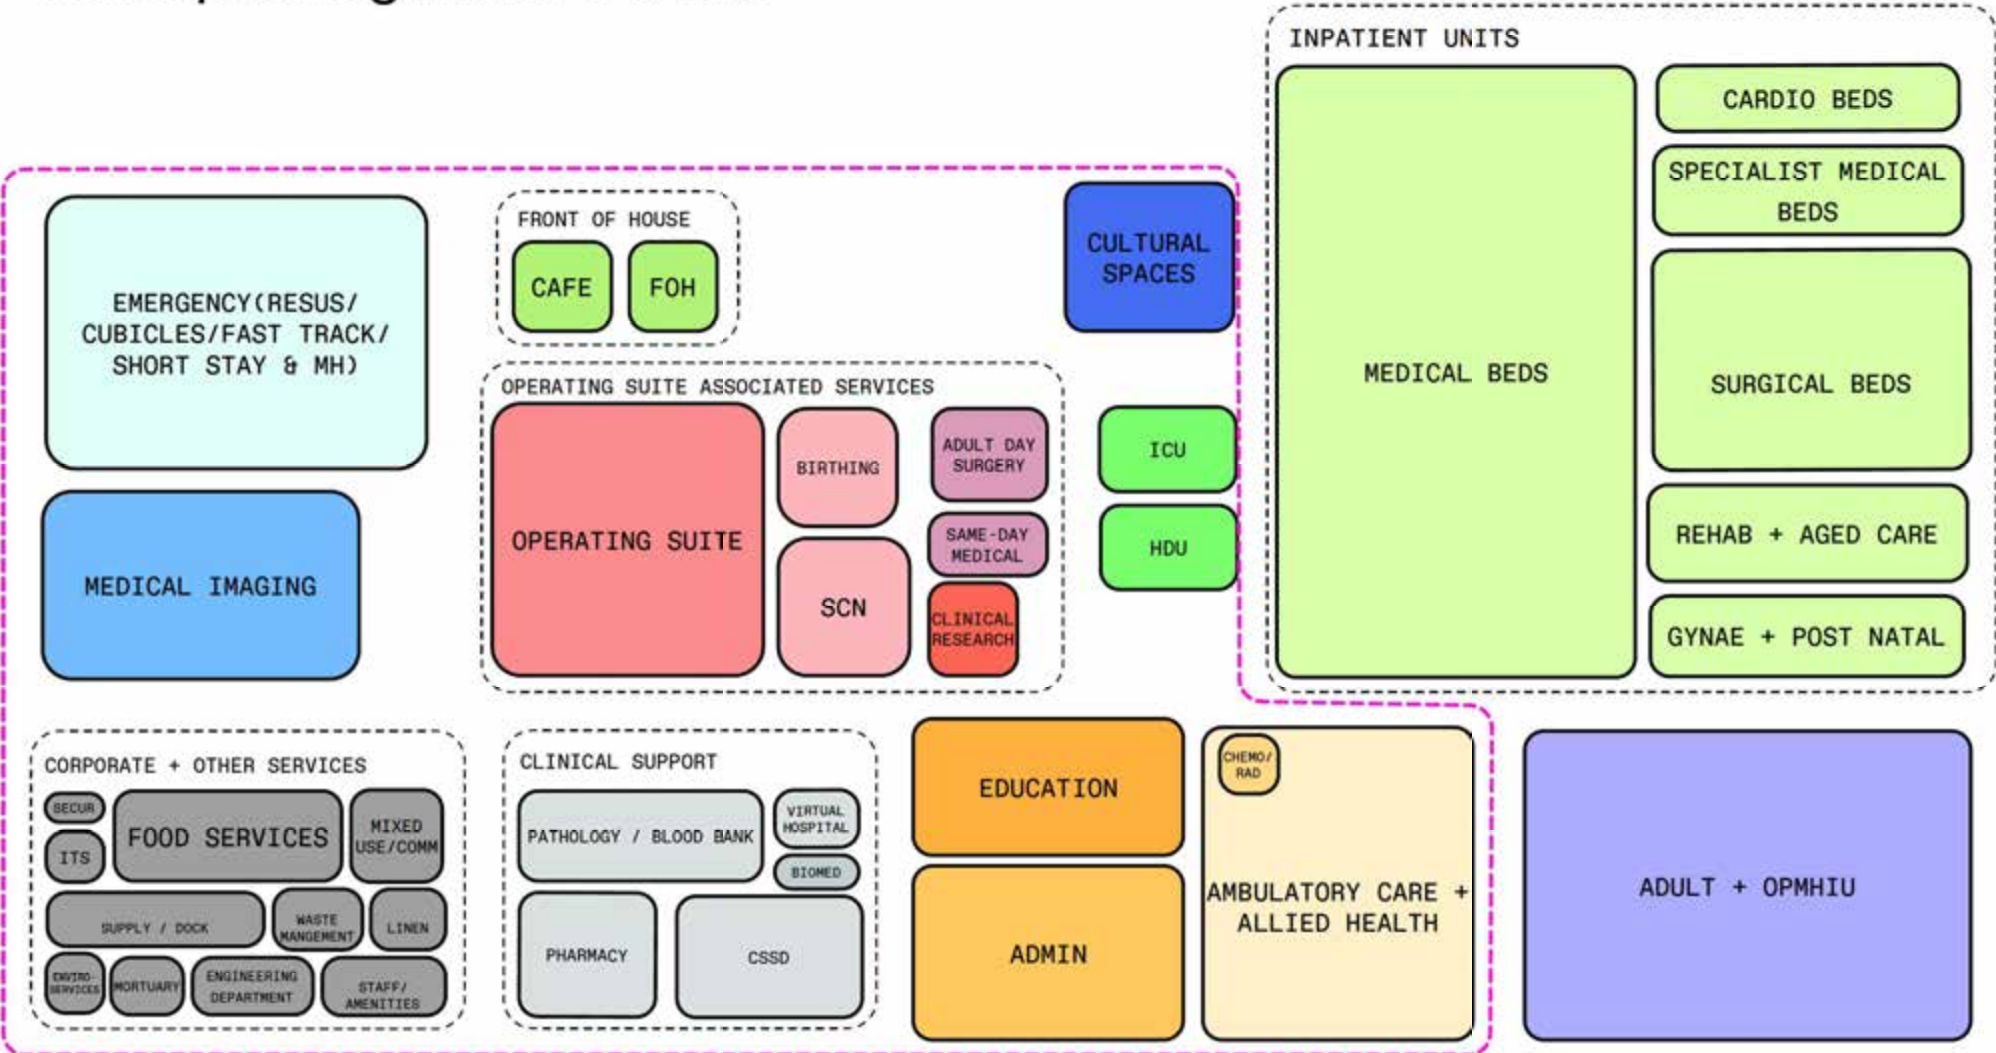 INPATIENT UNITS
MEDICAL BEDS
CARDIO BEDS
SPECIALIST MEDICAL
BEDS
SURGICAL BEDS
REHAB + AGED CARE
GYNAE + POST NATAL
EMERGENCY(RESUS/
CUBICLES/FAST TRACK/
SHORT STAY & MH)
FRONT OF HOUSE
CAFE
FOH
CULTURAL
SPACES
MEDICAL IMAGING
OPERATING SUITE ASSOCIATED SERVICES
OPERATING SUITE
BIRTHING
SCN
ADULT DAY
SURGERY
SAME-DAY
MEDICAL
CLINICAL
RESEARCH
ICU
HDU
CORPORATE + OTHER SERVICES
SECUR
ITS
FOOD SERVICES
MIXED
USE/COMM
SUPPLY / DOCK
WASTE
MANGEMENT
LINEN
ENVIRO-
SERVICES
MORTUARY
ENGINEERING
DEPARTMENT
STAFF/
AMENITIES
CLINICAL SUPPORT
PATHOLOGY / BLOOD BANK
VIRTUAL
HOSPITAL
BIOMED
PHARMACY
CSSD
EDUCATION
ADMIN
CHEMO/
RAD
AMBULATORY CARE +
ALLIED HEALTH
ADULT + OPMHIU